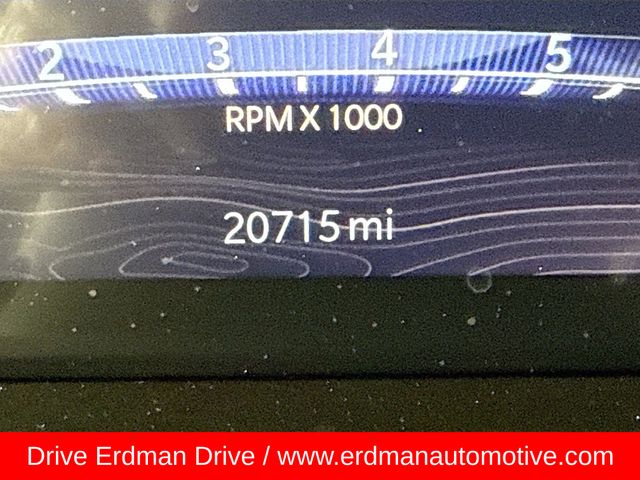 2 3 4 5
RPM X 1000
20715 mi
Drive Erdman Drive / www.erdmanautomotive.com